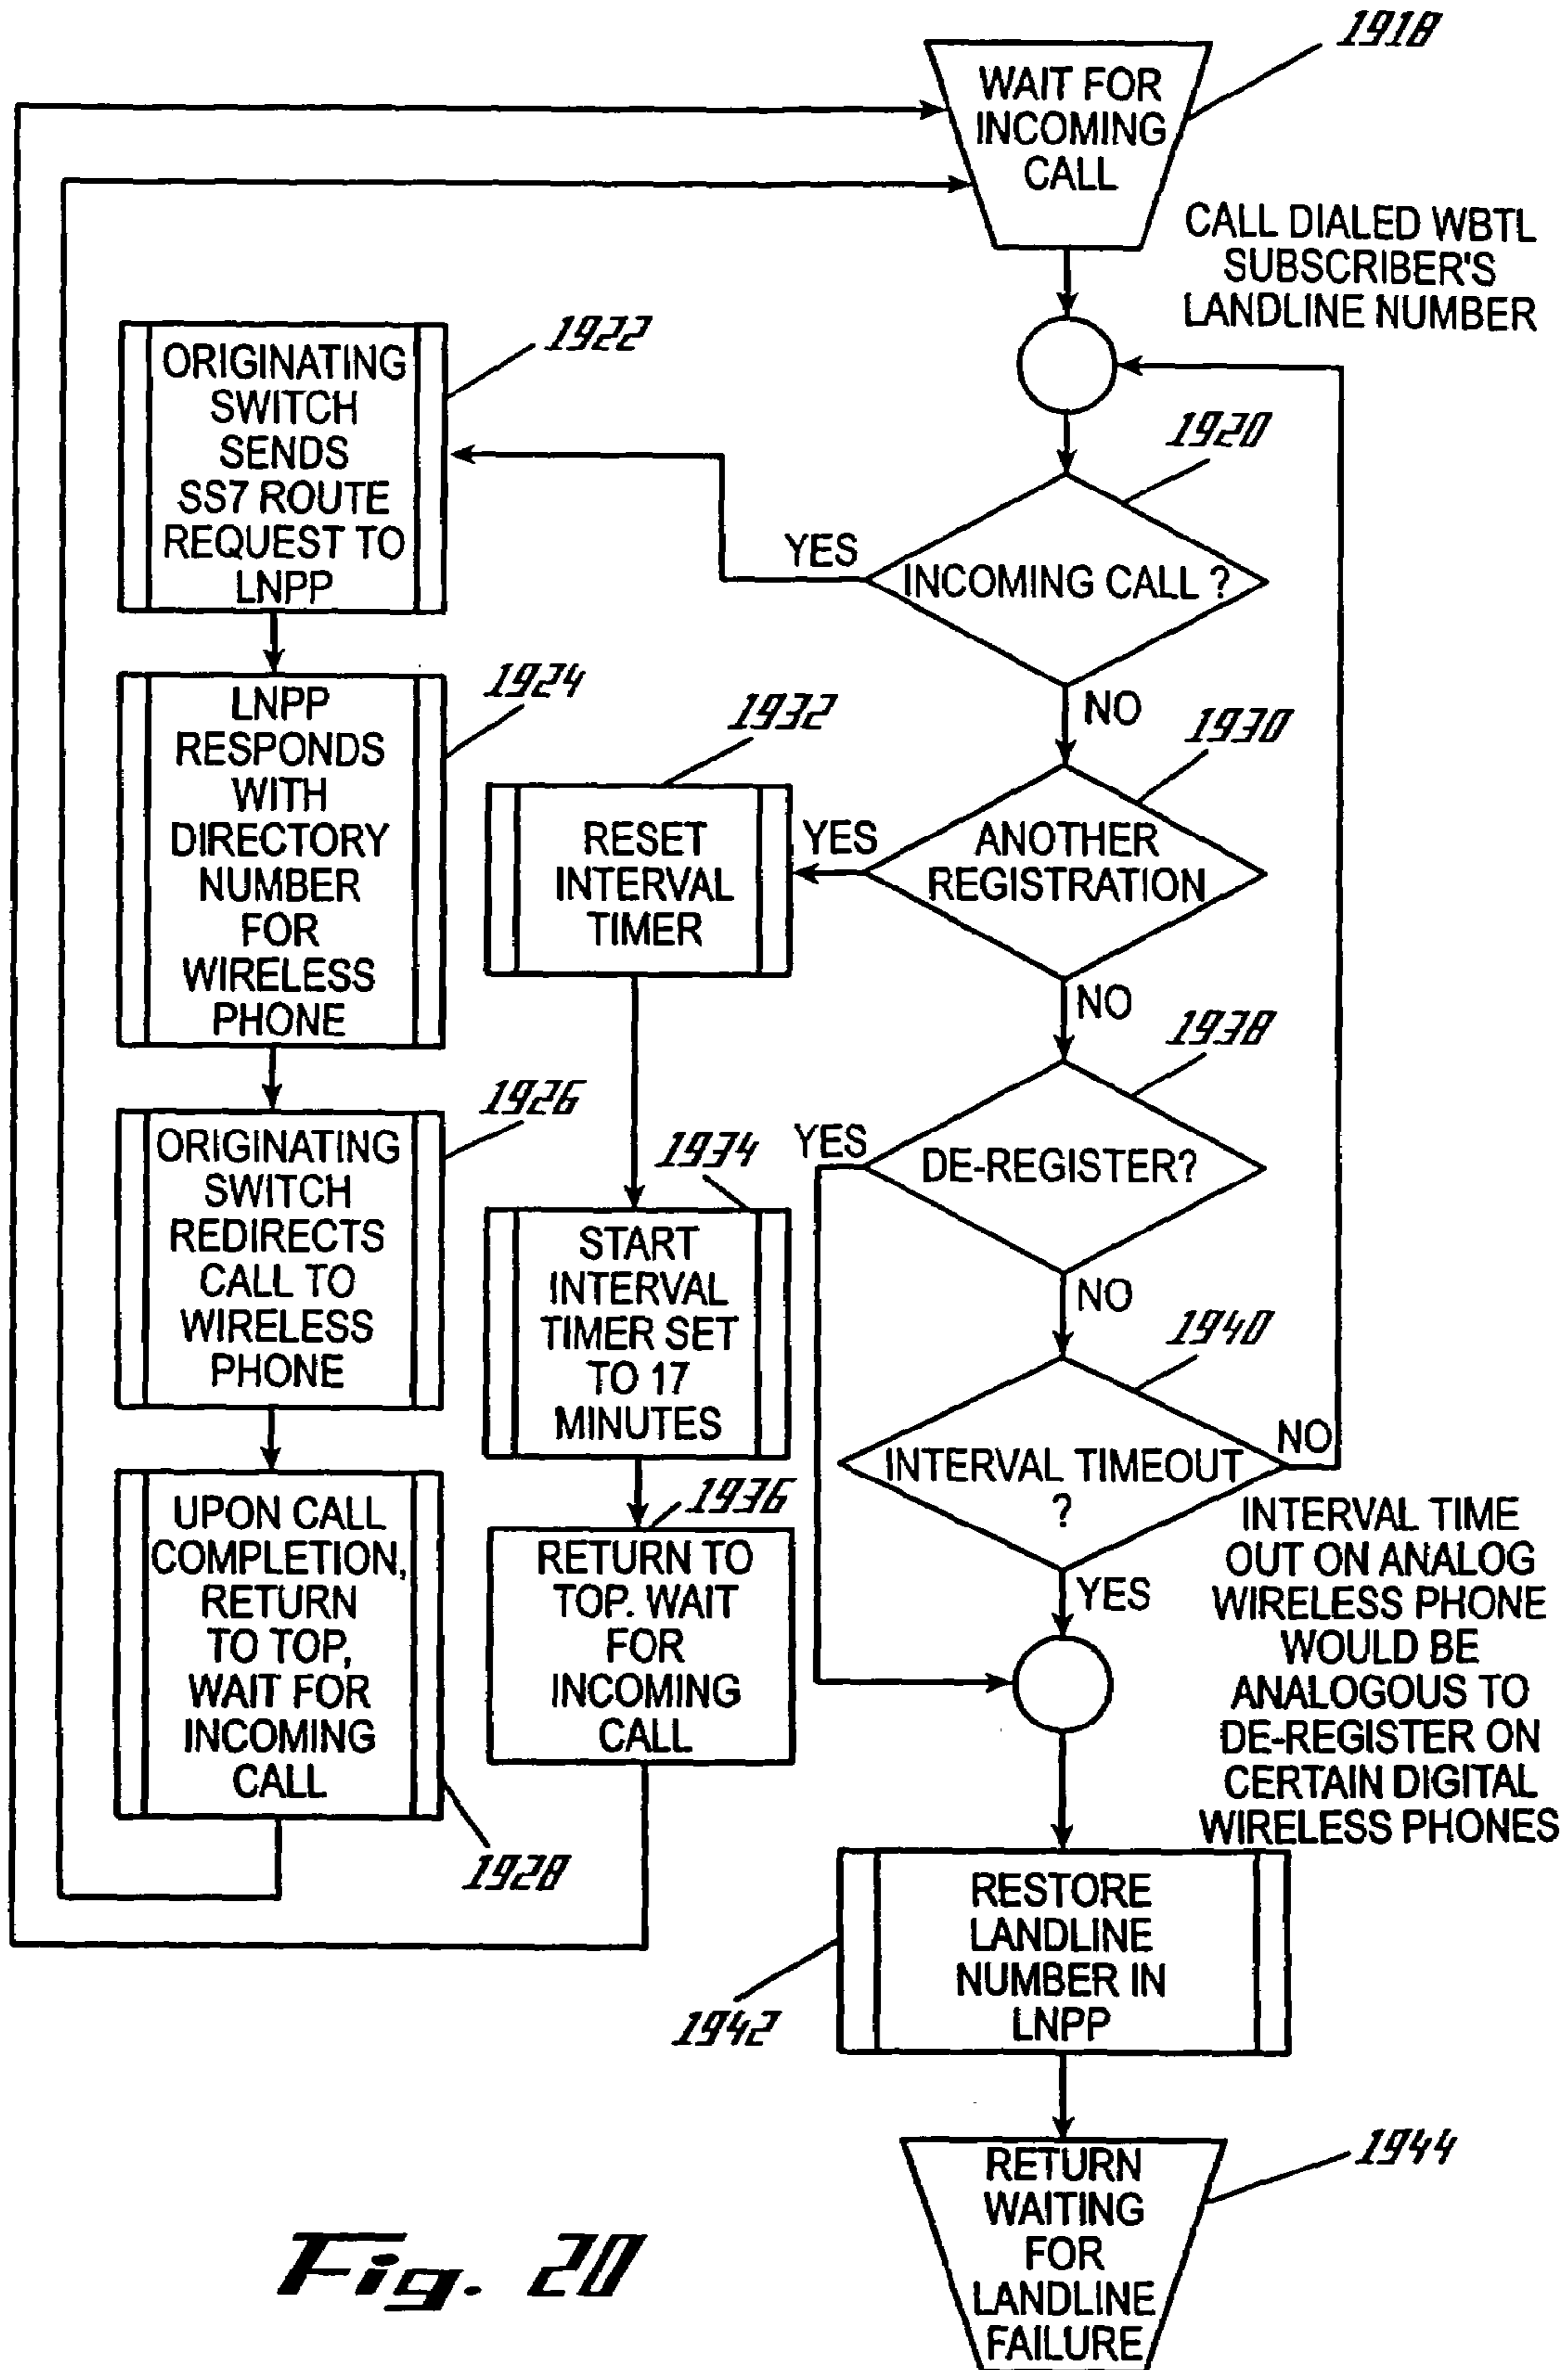 1918
WAIT FOR
INCOMING
CALL
CALL DIALED WBTL
SUBSCRIBER'S
LANDLINE NUMBER
1922
ORIGINATING
SWITCH
SENDS
SS7 ROUTE
REQUEST TO
LNPP
1920
YES
INCOMING CALL ?
NO
1924
LNPP
RESPONDS
WITH
DIRECTORY
NUMBER
FOR
WIRELESS
PHONE
1932
RESET
INTERVAL
TIMER
1930
YES
ANOTHER
REGISTRATION
NO
1926
ORIGINATING
SWITCH
REDIRECTS
CALL TO
WIRELESS
PHONE
1934
START
INTERVAL
TIMER SET
TO 17
MINUTES
1938
YES
DE-REGISTER?
NO
1940
INTERVAL TIMEOUT
?
NO
YES
UPON CALL
COMPLETION,
RETURN
TO TOP,
WAIT FOR
INCOMING
CALL
1928
1936
RETURN TO
TOP. WAIT
FOR
INCOMING
CALL
INTERVAL TIME
OUT ON ANALOG
WIRELESS PHONE
WOULD BE
ANALOGOUS TO
DE-REGISTER ON
CERTAIN DIGITAL
WIRELESS PHONES
RESTORE
LANDLINE
NUMBER IN
LNPP
1942
1944
RETURN
WAITING
FOR
LANDLINE
FAILURE
Fig. 20